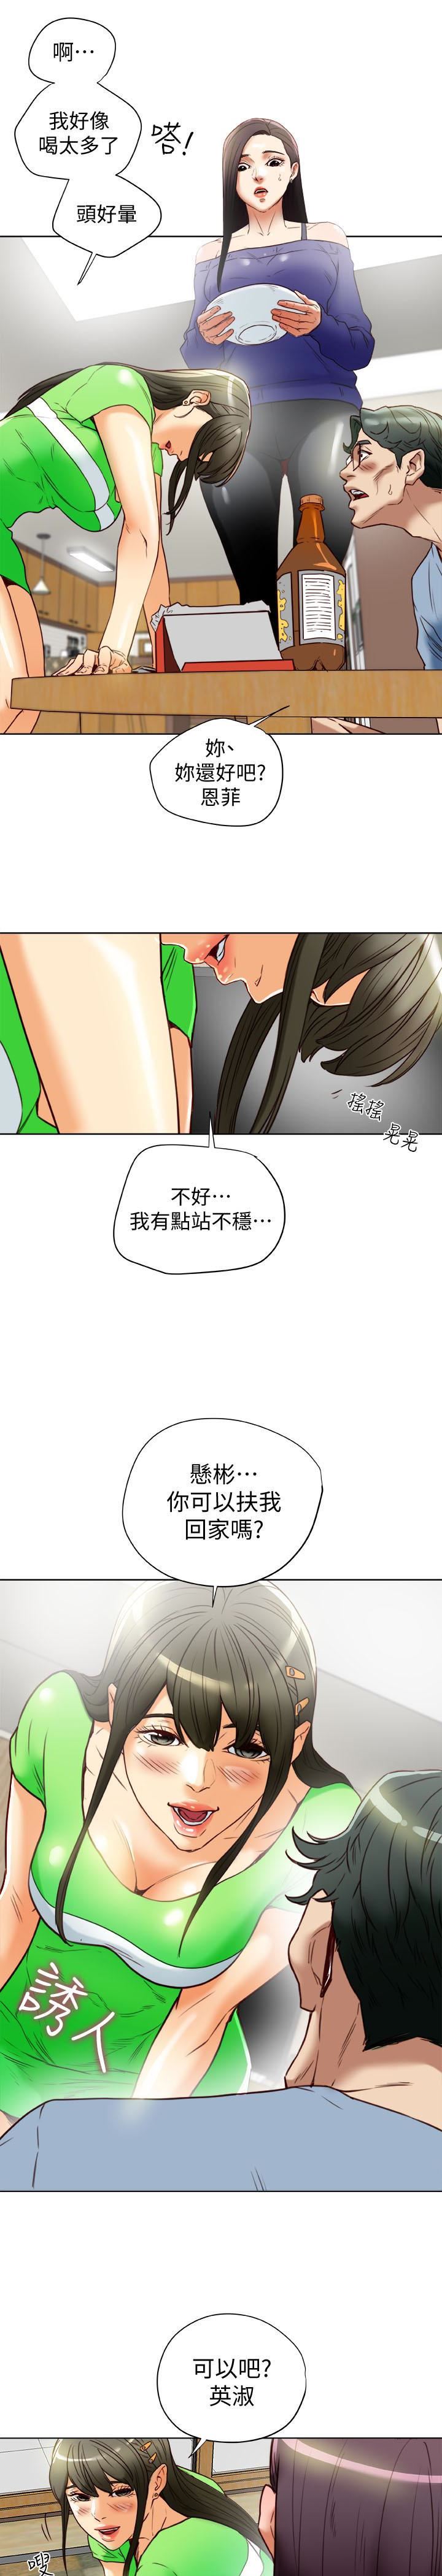 啊⋯
我好像
喝太多了
嗒!
頭好暈
妳、
妳還好吧?
恩菲
搖搖
晃晃
不好⋯
我有點站不穩⋯
懸彬⋯
你可以扶我
回家嗎?
誘人
可以吧?
英淑
嗖